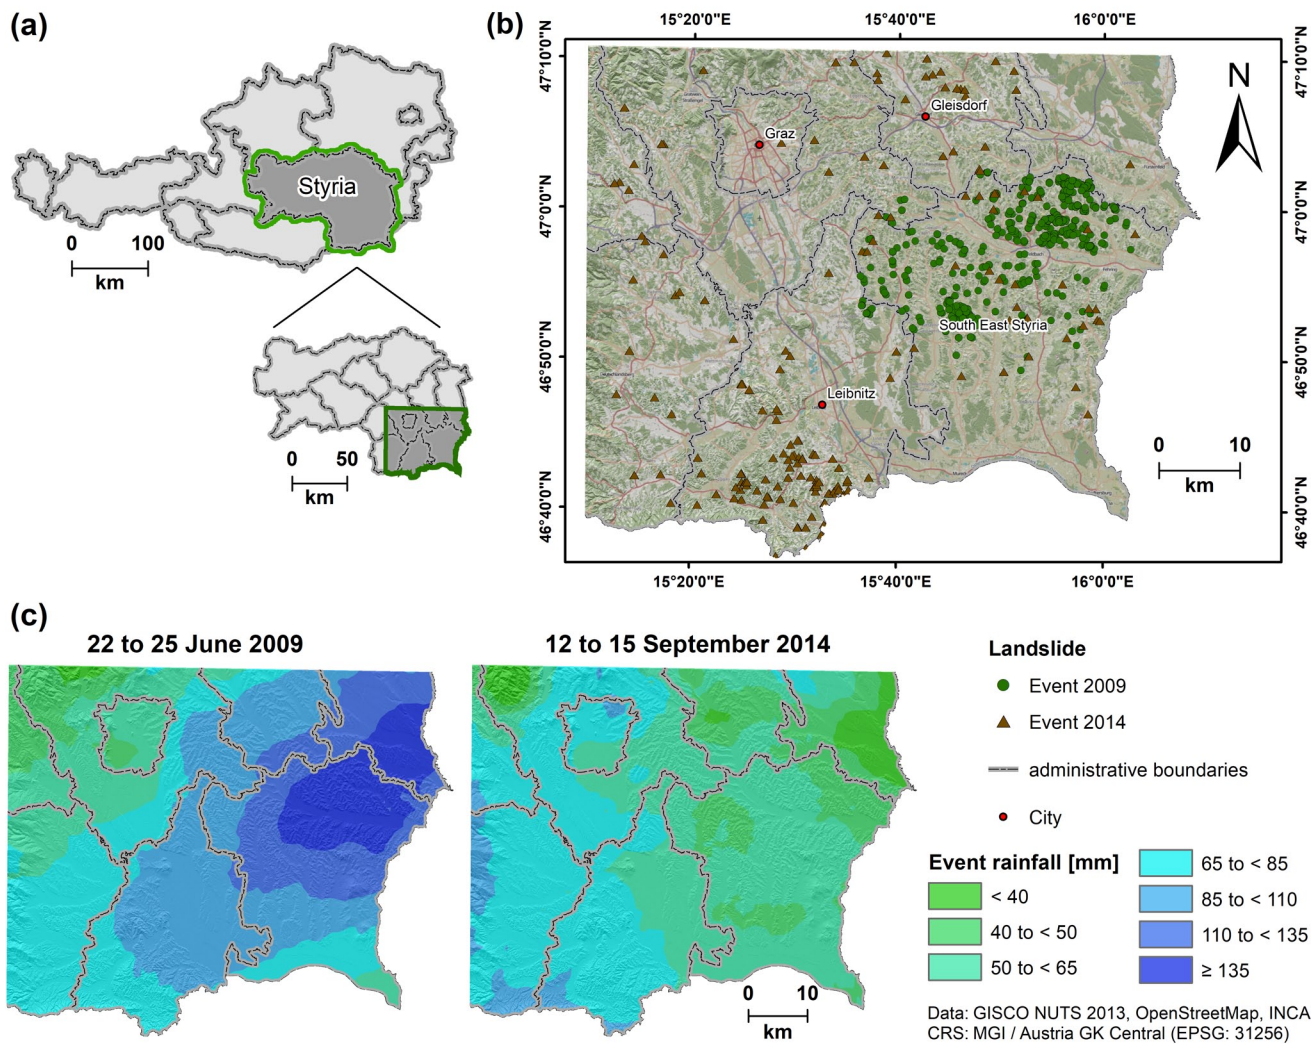 (a)
Styria
0 100
km
0 50
km
(b)
15°20'0"E 15°40'0"E 16°0'0"E
47°10'0"N 47°10'0"N
47°0'0"N 47°0'0"N
46°50'0"N 46°50'0"N
46°40'0"N 46°40'0"N
N
Gleisdorf
Graz
South East Styria
Leibnitz
0 10
km
15°20'0"E 15°40'0"E 16°0'0"E
(c)
22 to 25 June 2009
12 to 15 September 2014
0 10
km
Landslide
Event 2009
Event 2014
administrative boundaries
City
Event rainfall [mm]
< 40
40 to < 50
50 to < 65
65 to < 85
85 to < 110
110 to < 135
≥ 135
Data: GISCO NUTS 2013, OpenStreetMap, INCA
CRS: MGI / Austria GK Central (EPSG: 31256)